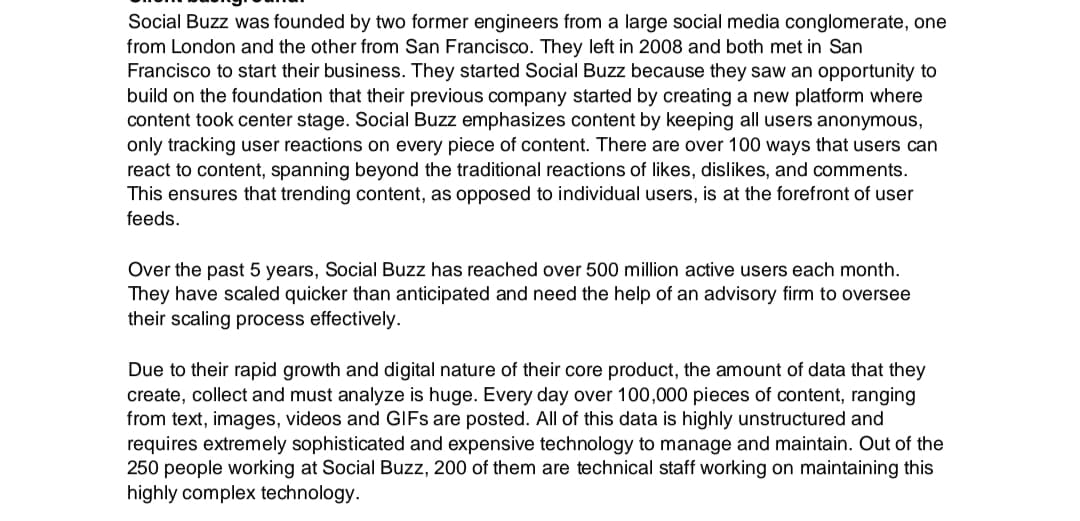 Social Buzz was founded by two former engineers from a large social media conglomerate, one
from London and the other from San Francisco. They left in 2008 and both met in San
Francisco to start their business. They started Social Buzz because they saw an opportunity to
build on the foundation that their previous company started by creating a new platform where
content took center stage. Social Buzz emphasizes content by keeping all users anonymous,
only tracking user reactions on every piece of content. There are over 100 ways that users can
react to content, spanning beyond the traditional reactions of likes, dislikes, and comments.
This ensures that trending content, as opposed to individual users, is at the forefront of user
feeds.
Over the past 5 years, Social Buzz has reached over 500 million active users each month.
They have scaled quicker than anticipated and need the help of an advisory firm to oversee
their scaling process effectively.
Due to their rapid growth and digital nature of their core product, the amount of data that they
create, collect and must analyze is huge. Every day over 100,000 pieces of content, ranging
from text, images, videos and GIFs are posted. All of this data is highly unstructured and
requires extremely sophisticated and expensive technology to manage and maintain. Out of the
250 people working at Social Buzz, 200 of them are technical staff working on maintaining this
highly complex technology.